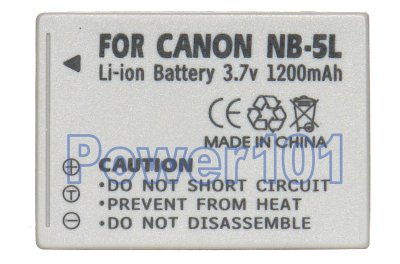 FOR CANON NB-5L
Li-ion Battery 3.7v 1200mAh
CE
MADE IN CHINA
Power101
CAUTION
•DO NOT SHORT CIRCUIT
•PREVENT FROM HEAT
•DO NOT DISASSEMBLE